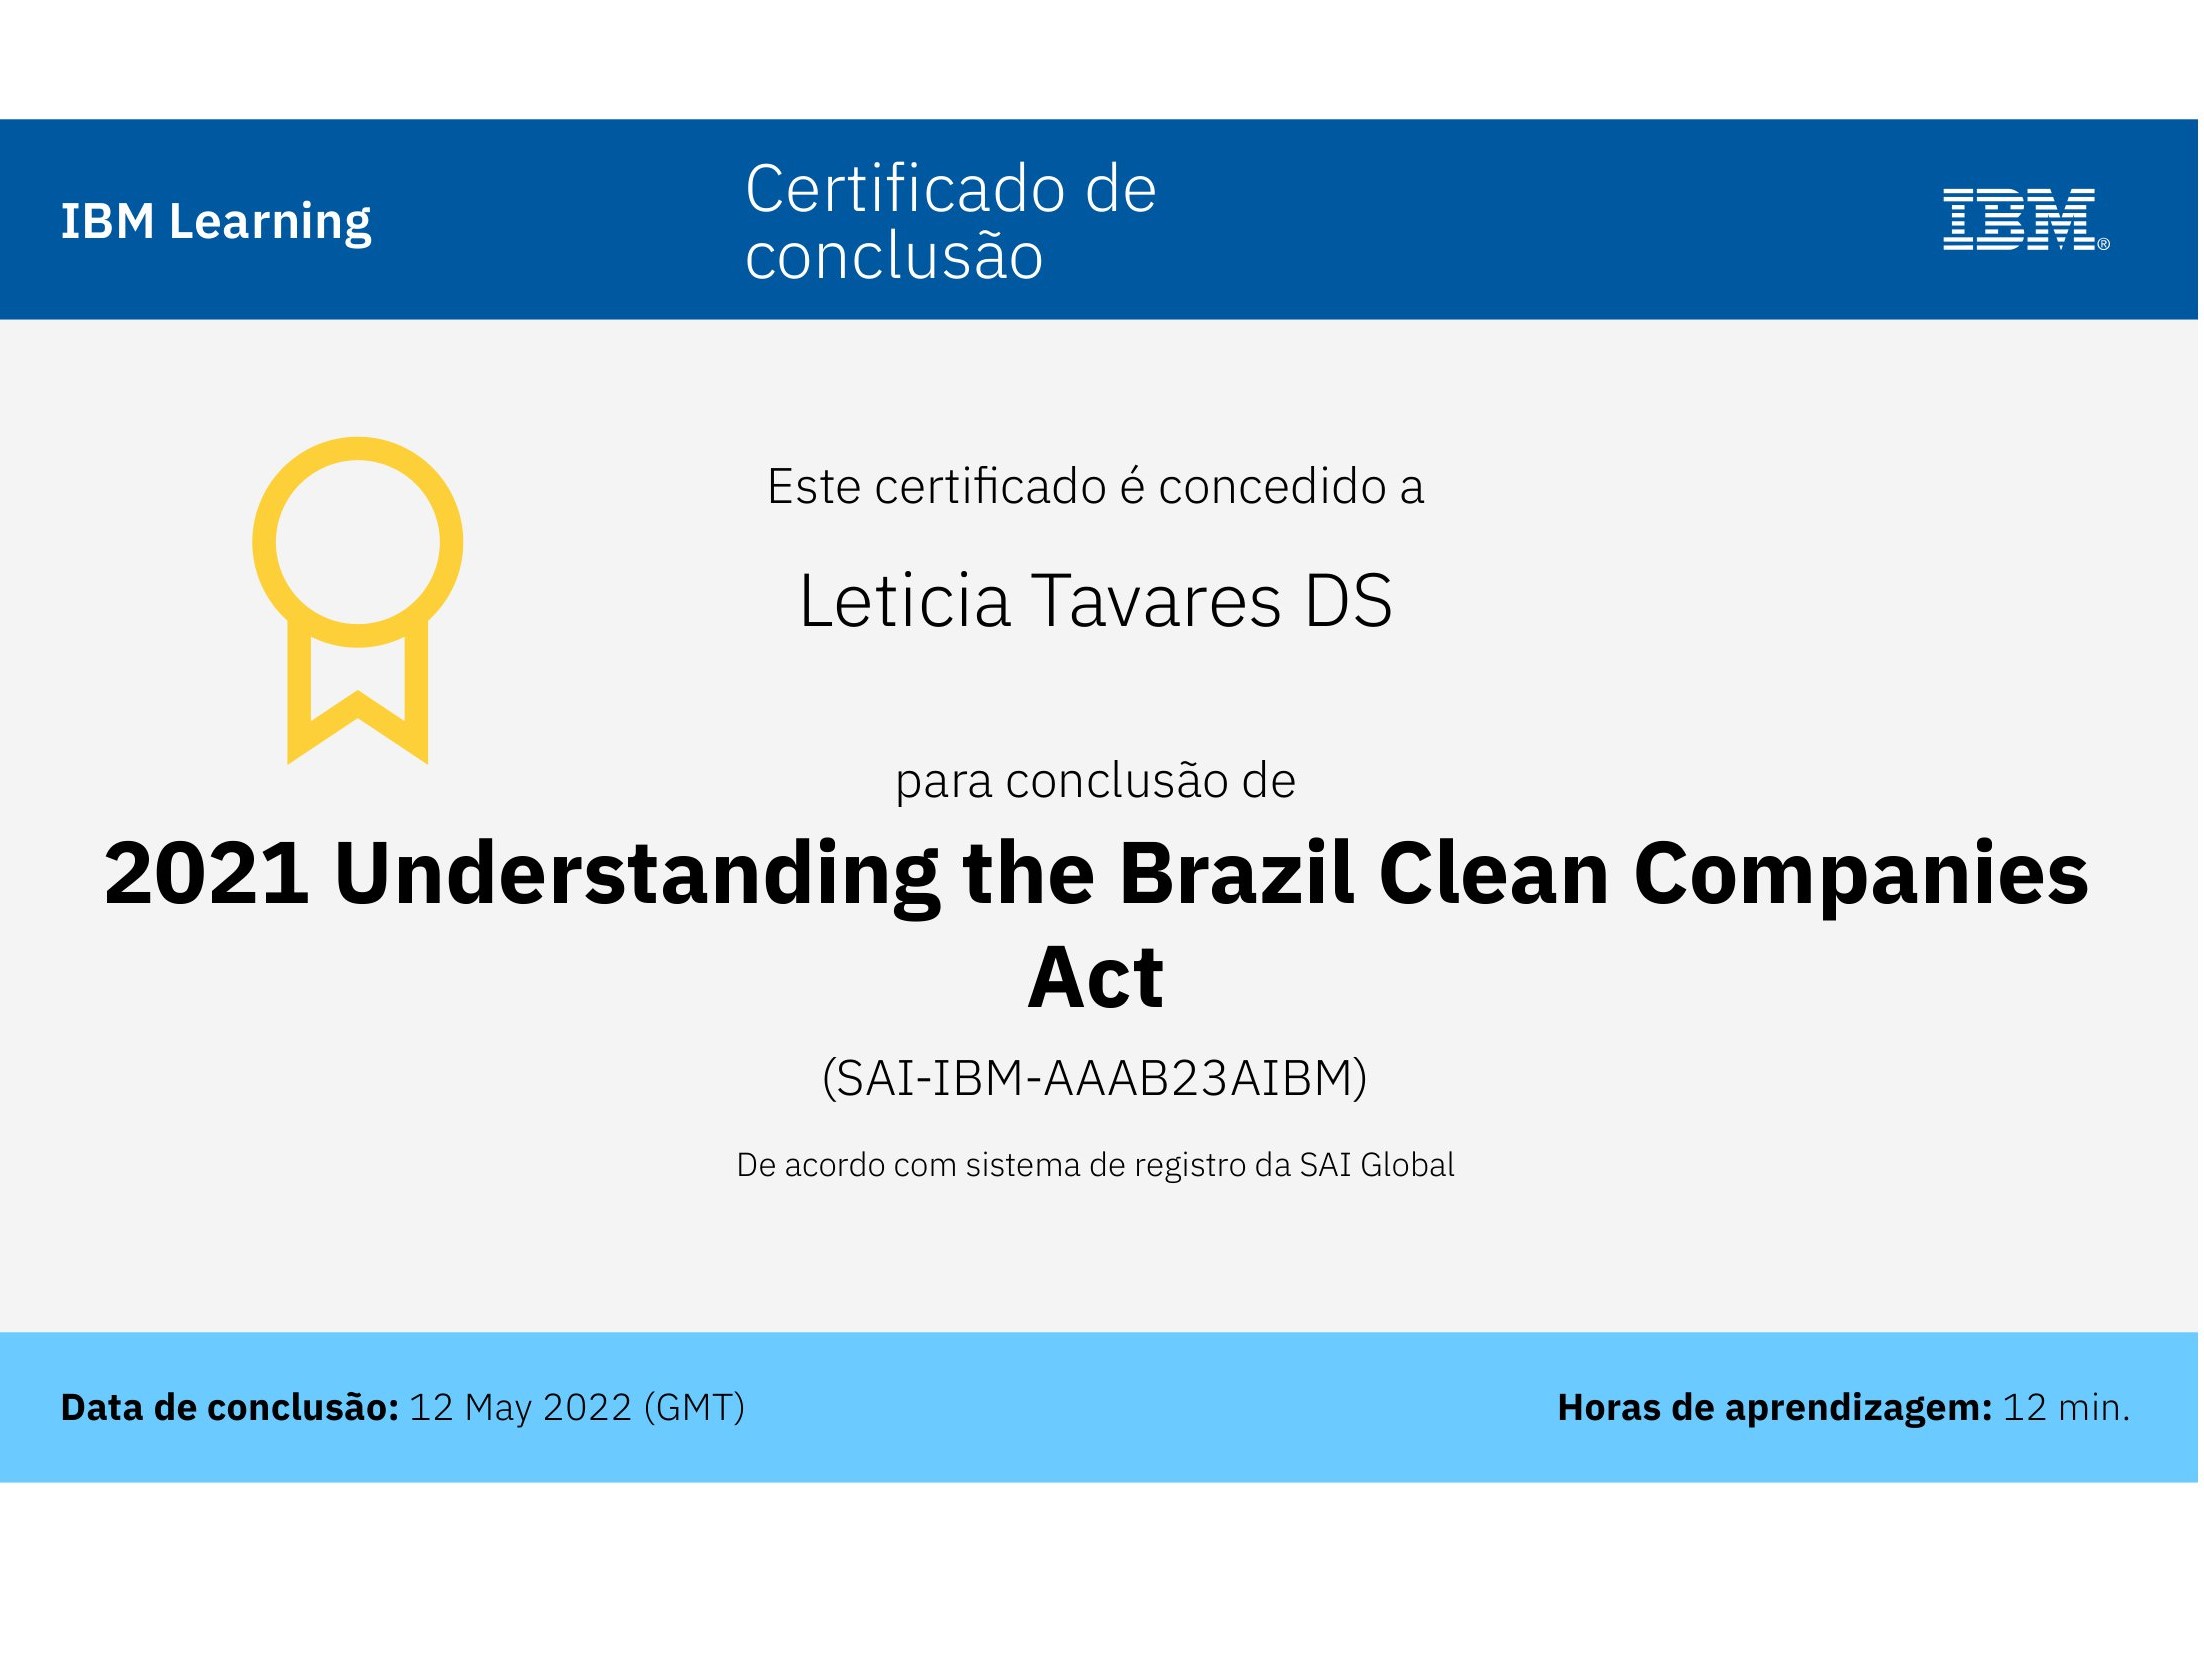 IBM Learning
Certificado de
conclusão
IBM®
Este certificado é concedido a
Leticia Tavares DS
para conclusão de
2021 Understanding the Brazil Clean Companies
Act
(SAI-IBM-AAAB23AIBM)
De acordo com sistema de registro da SAI Global
Data de conclusão: 12 May 2022 (GMT)
Horas de aprendizagem: 12 min.